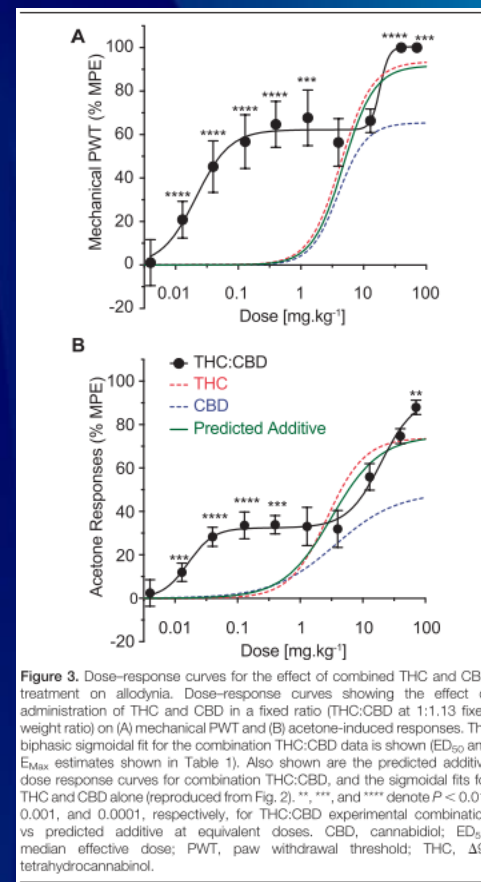 A
**** ***
100
80
60
40
20
0
-20
Mechanical PWT (% MPE)
****
****
****
****
***
0.01 0.1 1 10 100
Dose [mg.kg-1]
B
THC:CBD
THC
CBD
Predicted Additive
100
80
60
40
20
0
-20
Acetone Responses (% MPE)
***
****
****
***
**
0.01 0.1 1 10 100
Dose [mg.kg-1]
Figure 3. Dose–response curves for the effect of combined THC and CB
treatment on allodynia. Dose–response curves showing the effect
administration of THC and CBD in a fixed ratio (THC:CBD at 1:1.13 fixe
weight ratio) on (A) mechanical PWT and (B) acetone-induced responses. Th
biphasic sigmoidal fit for the combination THC:CBD data is shown (ED50 an
EMax estimates shown in Table 1). Also shown are the predicted additiv
dose response curves for combination THC:CBD, and the sigmoidal fits fo
THC and CBD alone (reproduced from Fig. 2). **, ***, and **** denote P < 0.01
0.001, and 0.0001, respectively, for THC:CBD experimental combinatio
vs predicted additive at equivalent doses. CBD, cannabidiol; ED5
median effective dose; PWT, paw withdrawal threshold; THC, Δ9
tetrahydrocannabinol.